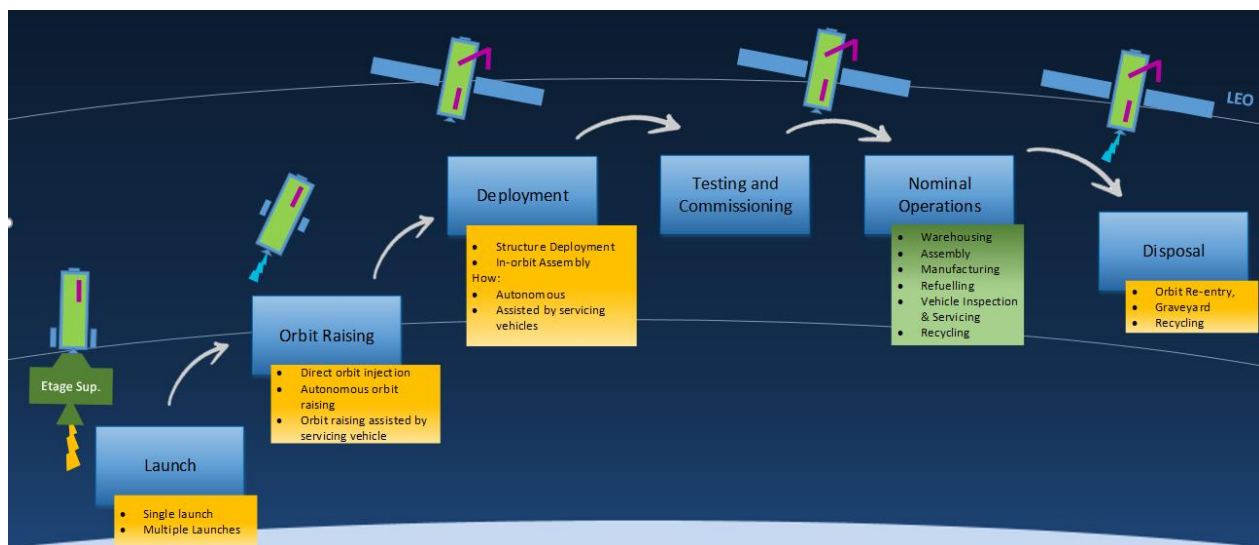 LEO
Etage Sup.
Launch
• Single launch
• Multiple Launches
Orbit Raising
• Direct orbit injection
• Autonomous orbit
raising
• Orbit raising assisted by
servicing vehicle
Deployment
• Structure Deployment
• In-orbit Assembly
How:
• Autonomous
• Assisted by servicing
vehicles
Testing and
Commissioning
Nominal
Operations
• Warehousing
• Assembly
• Manufacturing
• Refuelling
• Vehicle Inspection
& Servicing
• Recycling
Disposal
• Orbit Re-entry,
• Graveyard
• Recycling